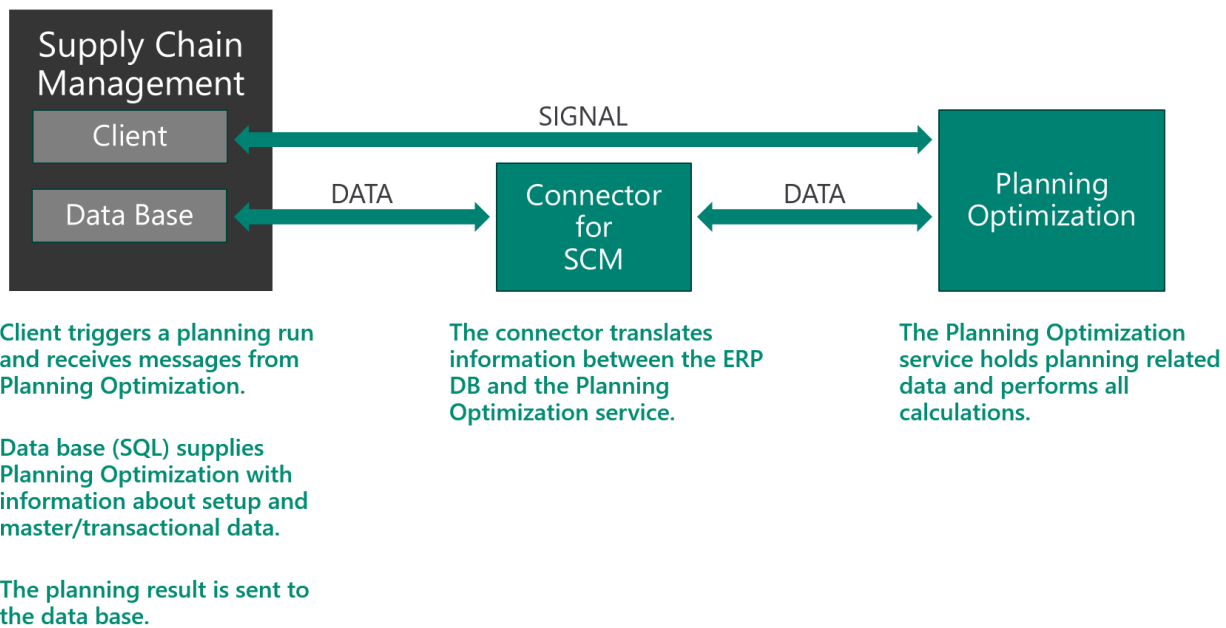 Supply Chain
Management
Client
Data Base
SIGNAL
DATA
Connector
for
SCM
DATA
Planning
Optimization
Client triggers a planning run
and receives messages from
Planning Optimization.
Data base (SQL) supplies
Planning Optimization with
information about setup and
master/transactional data.
The planning result is sent to
the data base.
The connector translates
information between the ERP
DB and the Planning
Optimization service.
The Planning Optimization
service holds planning related
data and performs all
calculations.